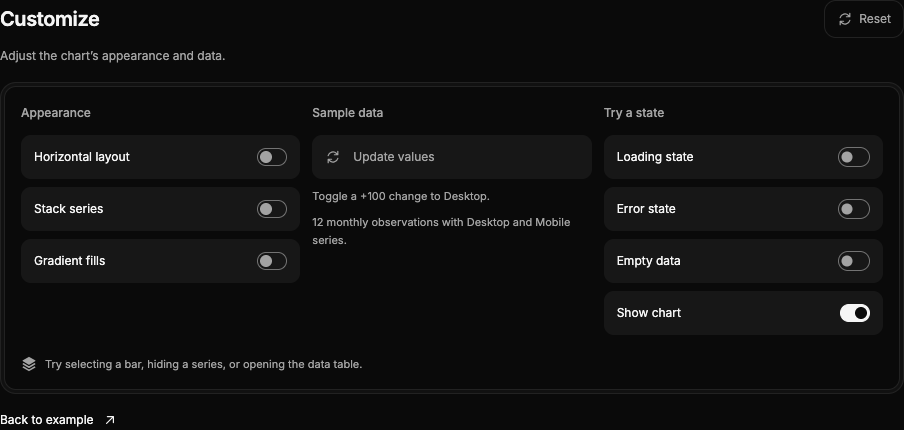 Customize
Reset
Adjust the chart's appearance and data.
Appearance
Horizontal layout
Stack series
Gradient fills
Sample data
Update values
Toggle a +100 change to Desktop.
12 monthly observations with Desktop and Mobile
series.
Try a state
Loading state
Error state
Empty data
Show chart
Try selecting a bar, hiding a series, or opening the data table.
Back to example